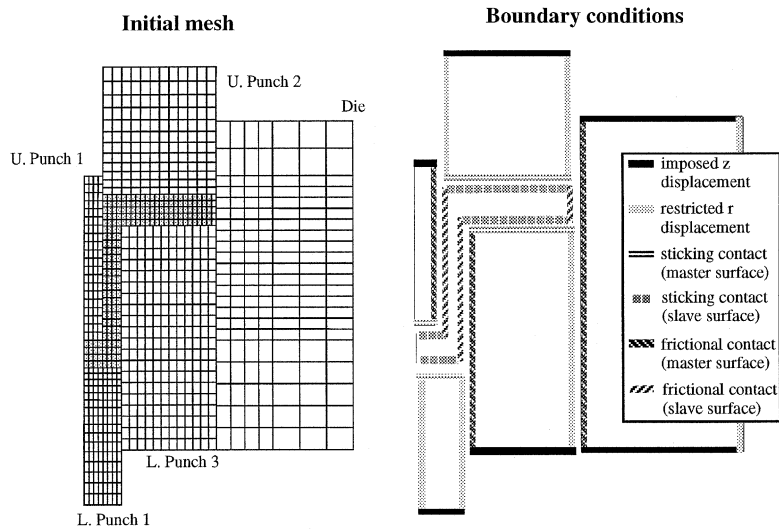 Initial mesh
Boundary conditions
U. Punch 2
Die
U. Punch 1
L. Punch 3
L. Punch 1
imposed z
displacement
restricted r
displacement
sticking contact
(master surface)
sticking contact
(slave surface)
frictional contact
(master surface)
frictional contact
(slave surface)